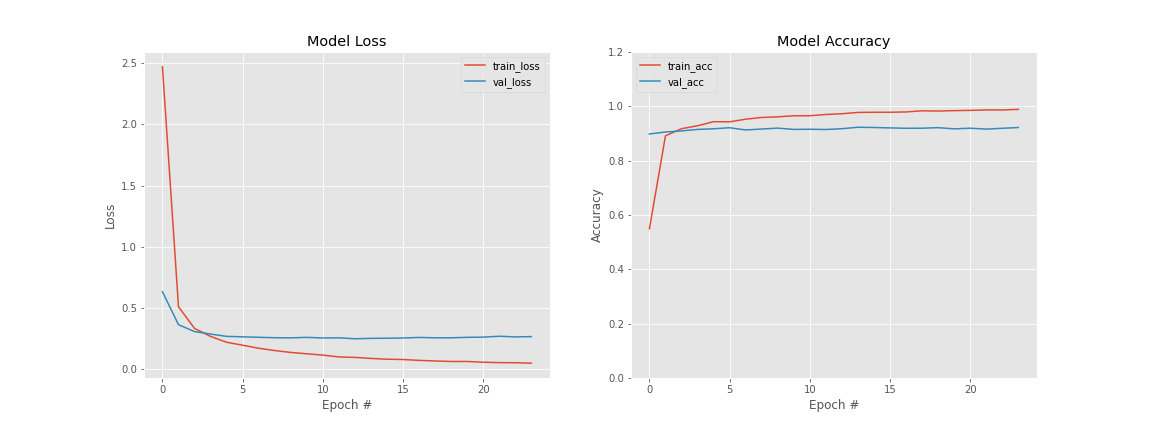 Model Loss
train_loss
val_loss
2.5
2.0
1.5
1.0
0.5
0.0
Loss
0 5 10 15 20
Epoch #
Model Accuracy
train_acc
val_acc
1.2
1.0
0.8
0.6
0.4
0.2
0.0
Accuracy
0 5 10 15 20
Epoch #